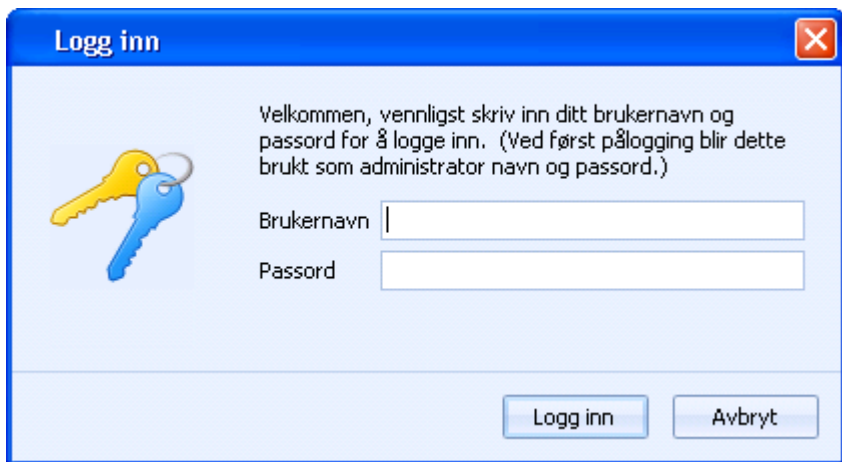 Logg inn
Velkommen, vennligst skriv inn ditt brukernavn og
passord for å logge inn.  (Ved først pålogging blir dette
brukt som administrator navn og passord.)
Brukernavn
Passord
Logg inn Avbryt